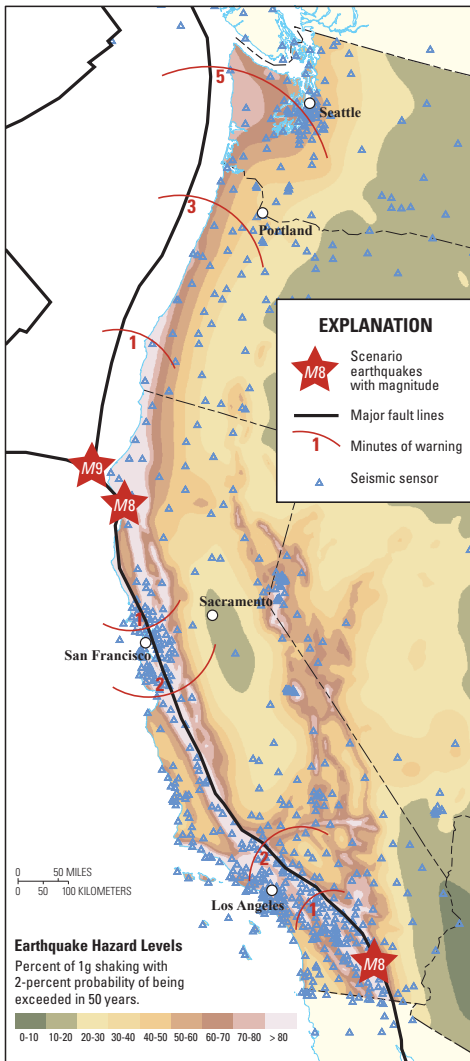 5
Seattle
3
Portland
1
EXPLANATION
M8
Scenario
earthquakes
with magnitude
Major fault lines
1
Minutes of warning
Seismic sensor
M9
M8
Sacramento
1
San Francisco
2
2
Los Angeles
1
M8
0 50 MILES
0 50 100 KILOMETERS
Earthquake Hazard Levels
Percent of 1g shaking with
2-percent probability of being
exceeded in 50 years.
0-10 10-20 20-30 30-40 40-50 50-60 60-70 70-80 > 80